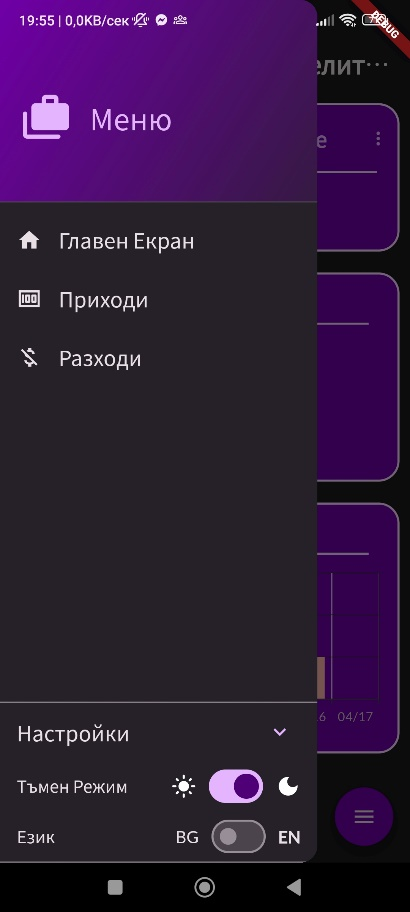 19:55 | 0,0KB/сек
DEBUG
Меню
Главен Екран
Приходи
Разходи
04/17
Настройки
Тъмен Режим
Език
BG
EN